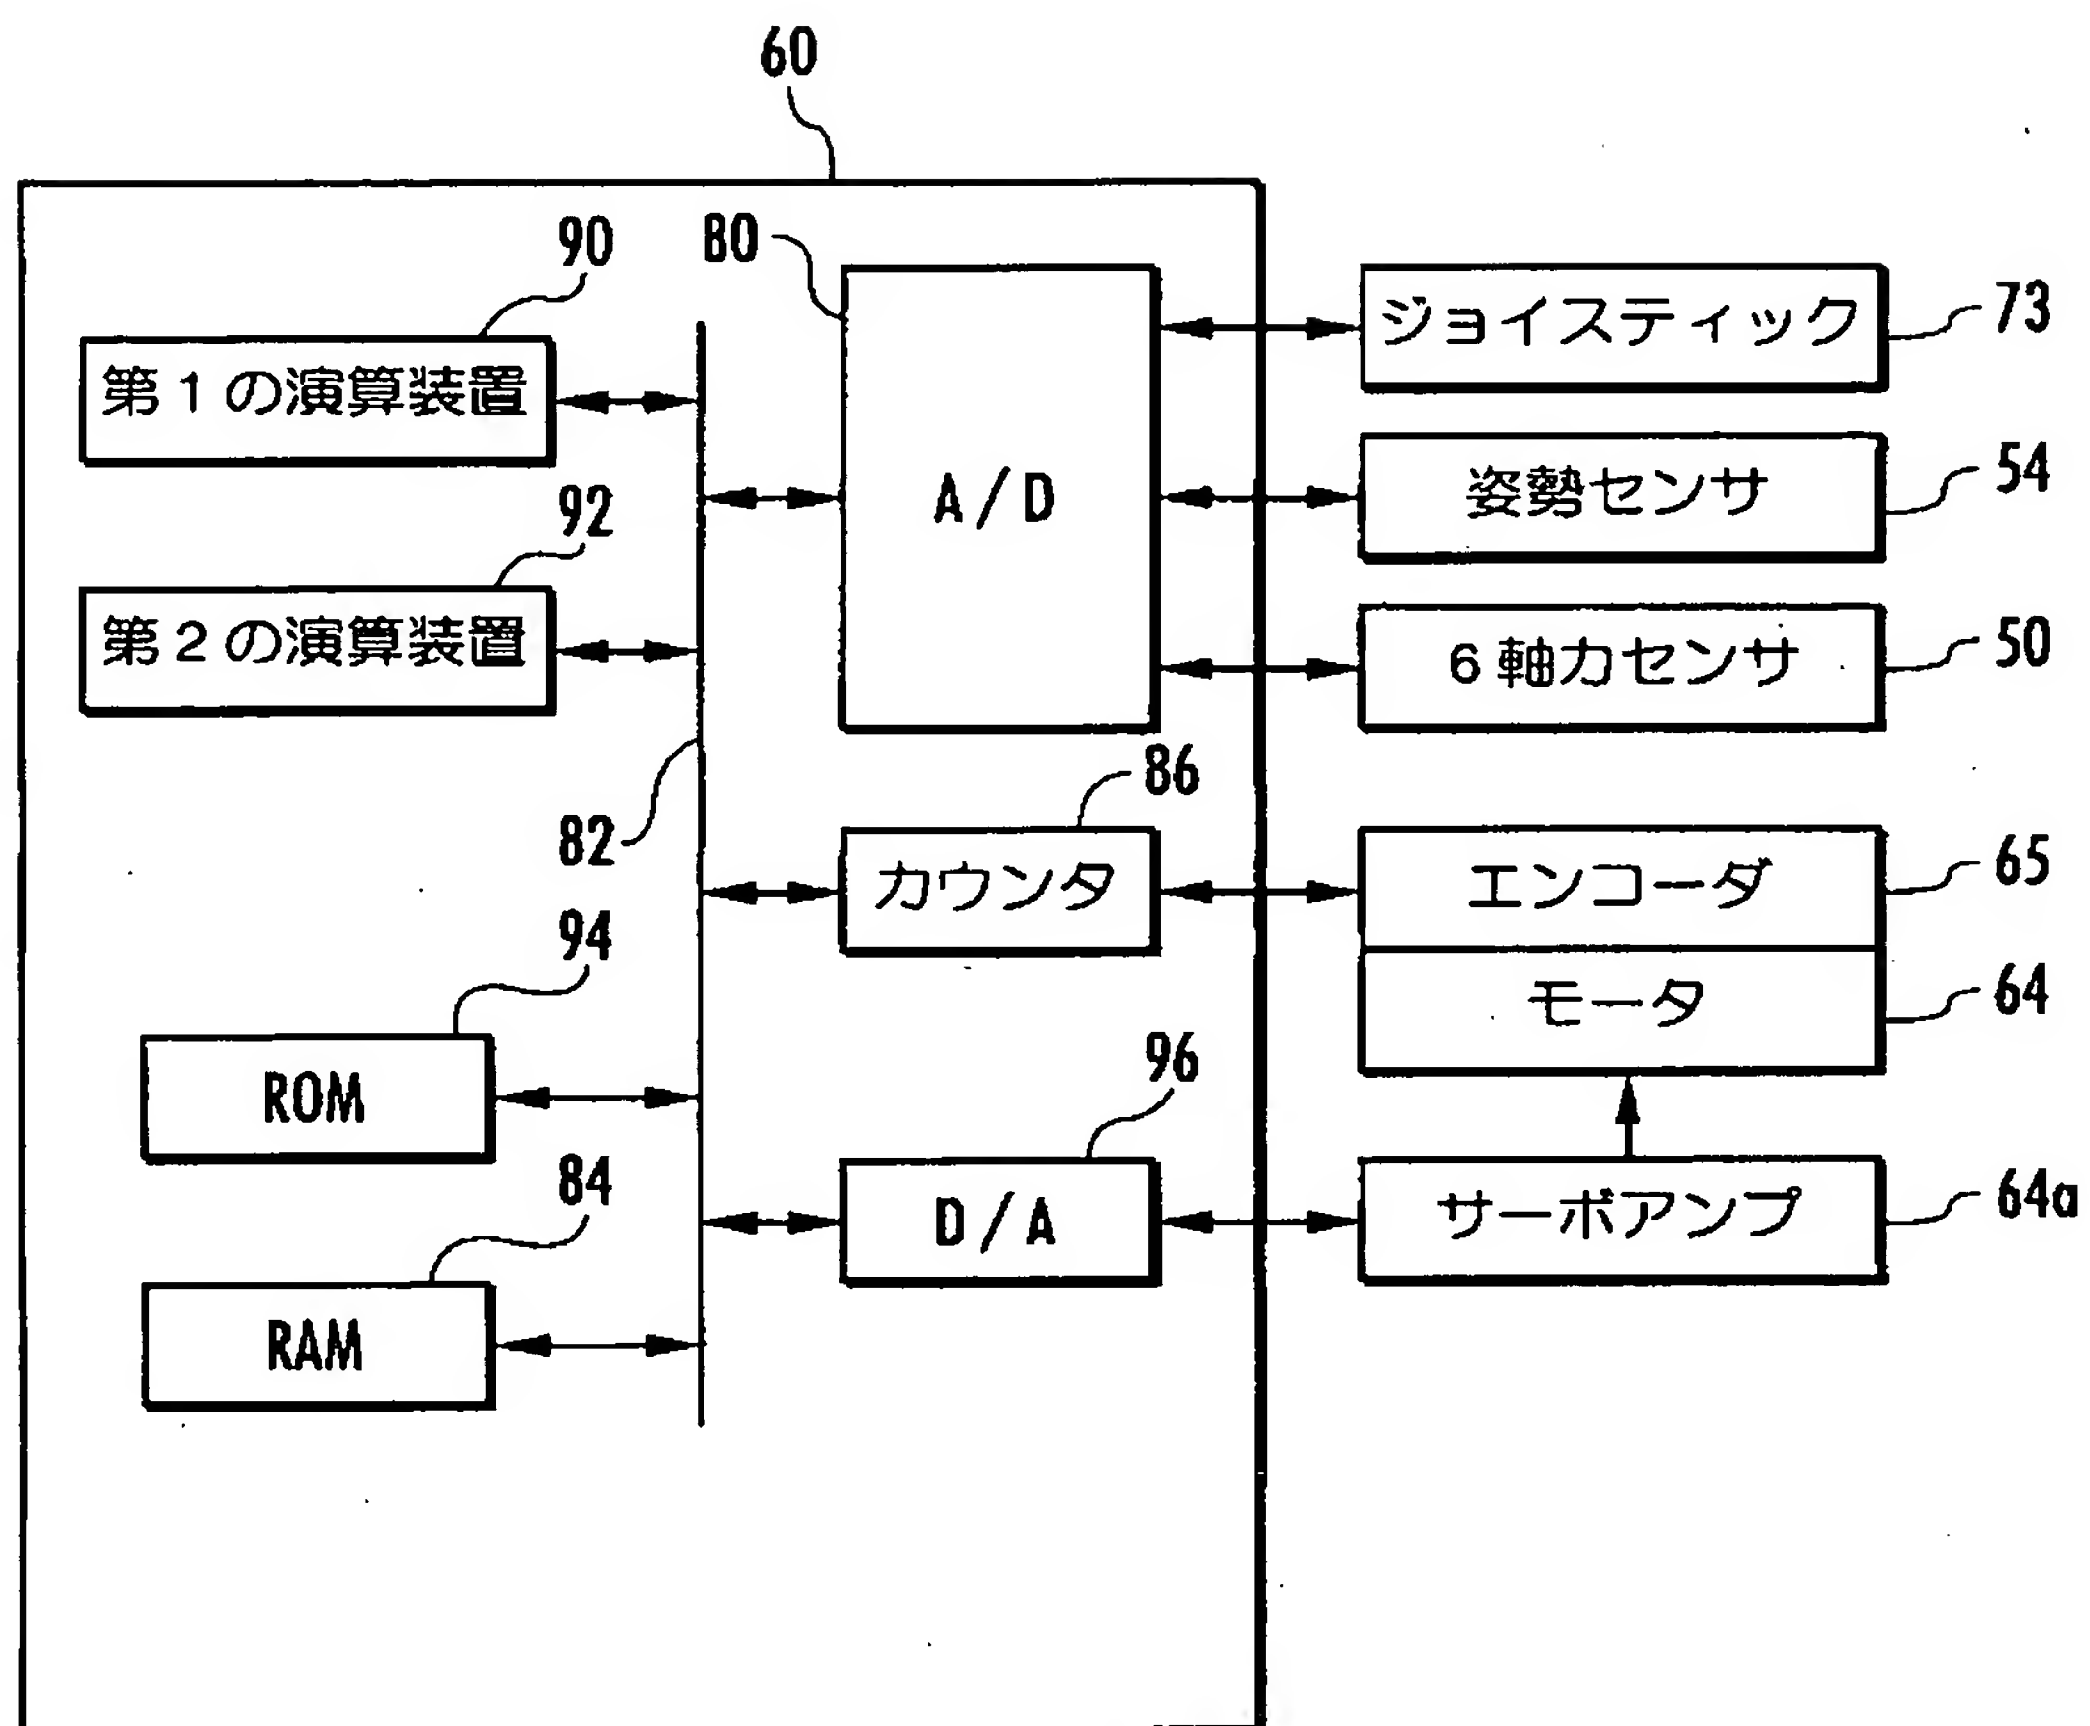 60
90
80
ジョイスティック
73
第1の演算装置
A/D
姿勢センサ
54
92
第2の演算装置
6軸力センサ
50
86
82
カウンタ
エンコーダ
65
94
モータ
64
ROM
96
84
D/A
サーボアンプ
64a
RAM